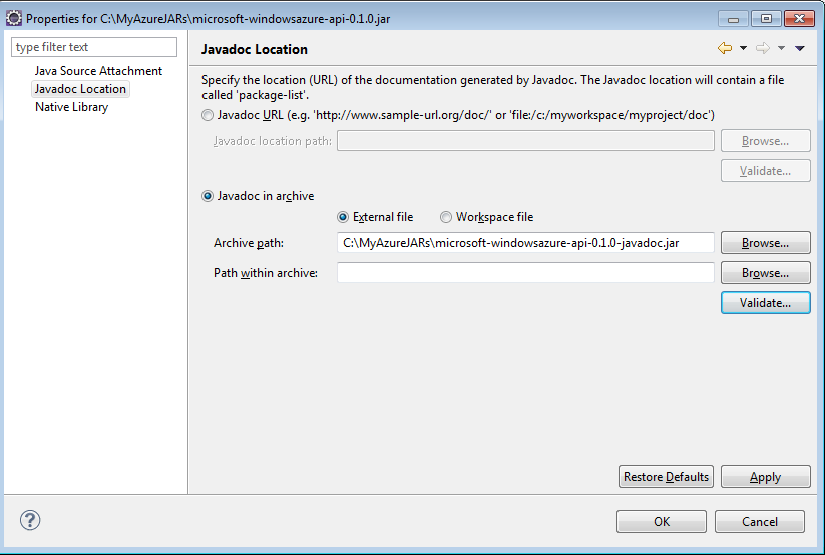 Properties for C:\MyAzureJARs\microsoft-windowsazure-api-0.1.0.jar
type filter text
Java Source Attachment
Javadoc Location
Native Library
Javadoc Location
Specify the location (URL) of the documentation generated by Javadoc. The Javadoc location will contain a file
called 'package-list'.
Javadoc URL (e.g. 'http://www.sample-url.org/doc/' or 'file:/c:/myworkspace/myproject/doc')
Javadoc location path:
Browse...
Validate...
Javadoc in archive
External file
Workspace file
Archive path:
C:\MyAzureJARs\microsoft-windowsazure-api-0.1.0-javadoc.jar
Browse...
Path within archive:
Browse...
Validate...
Restore Defaults
Apply
?
OK
Cancel